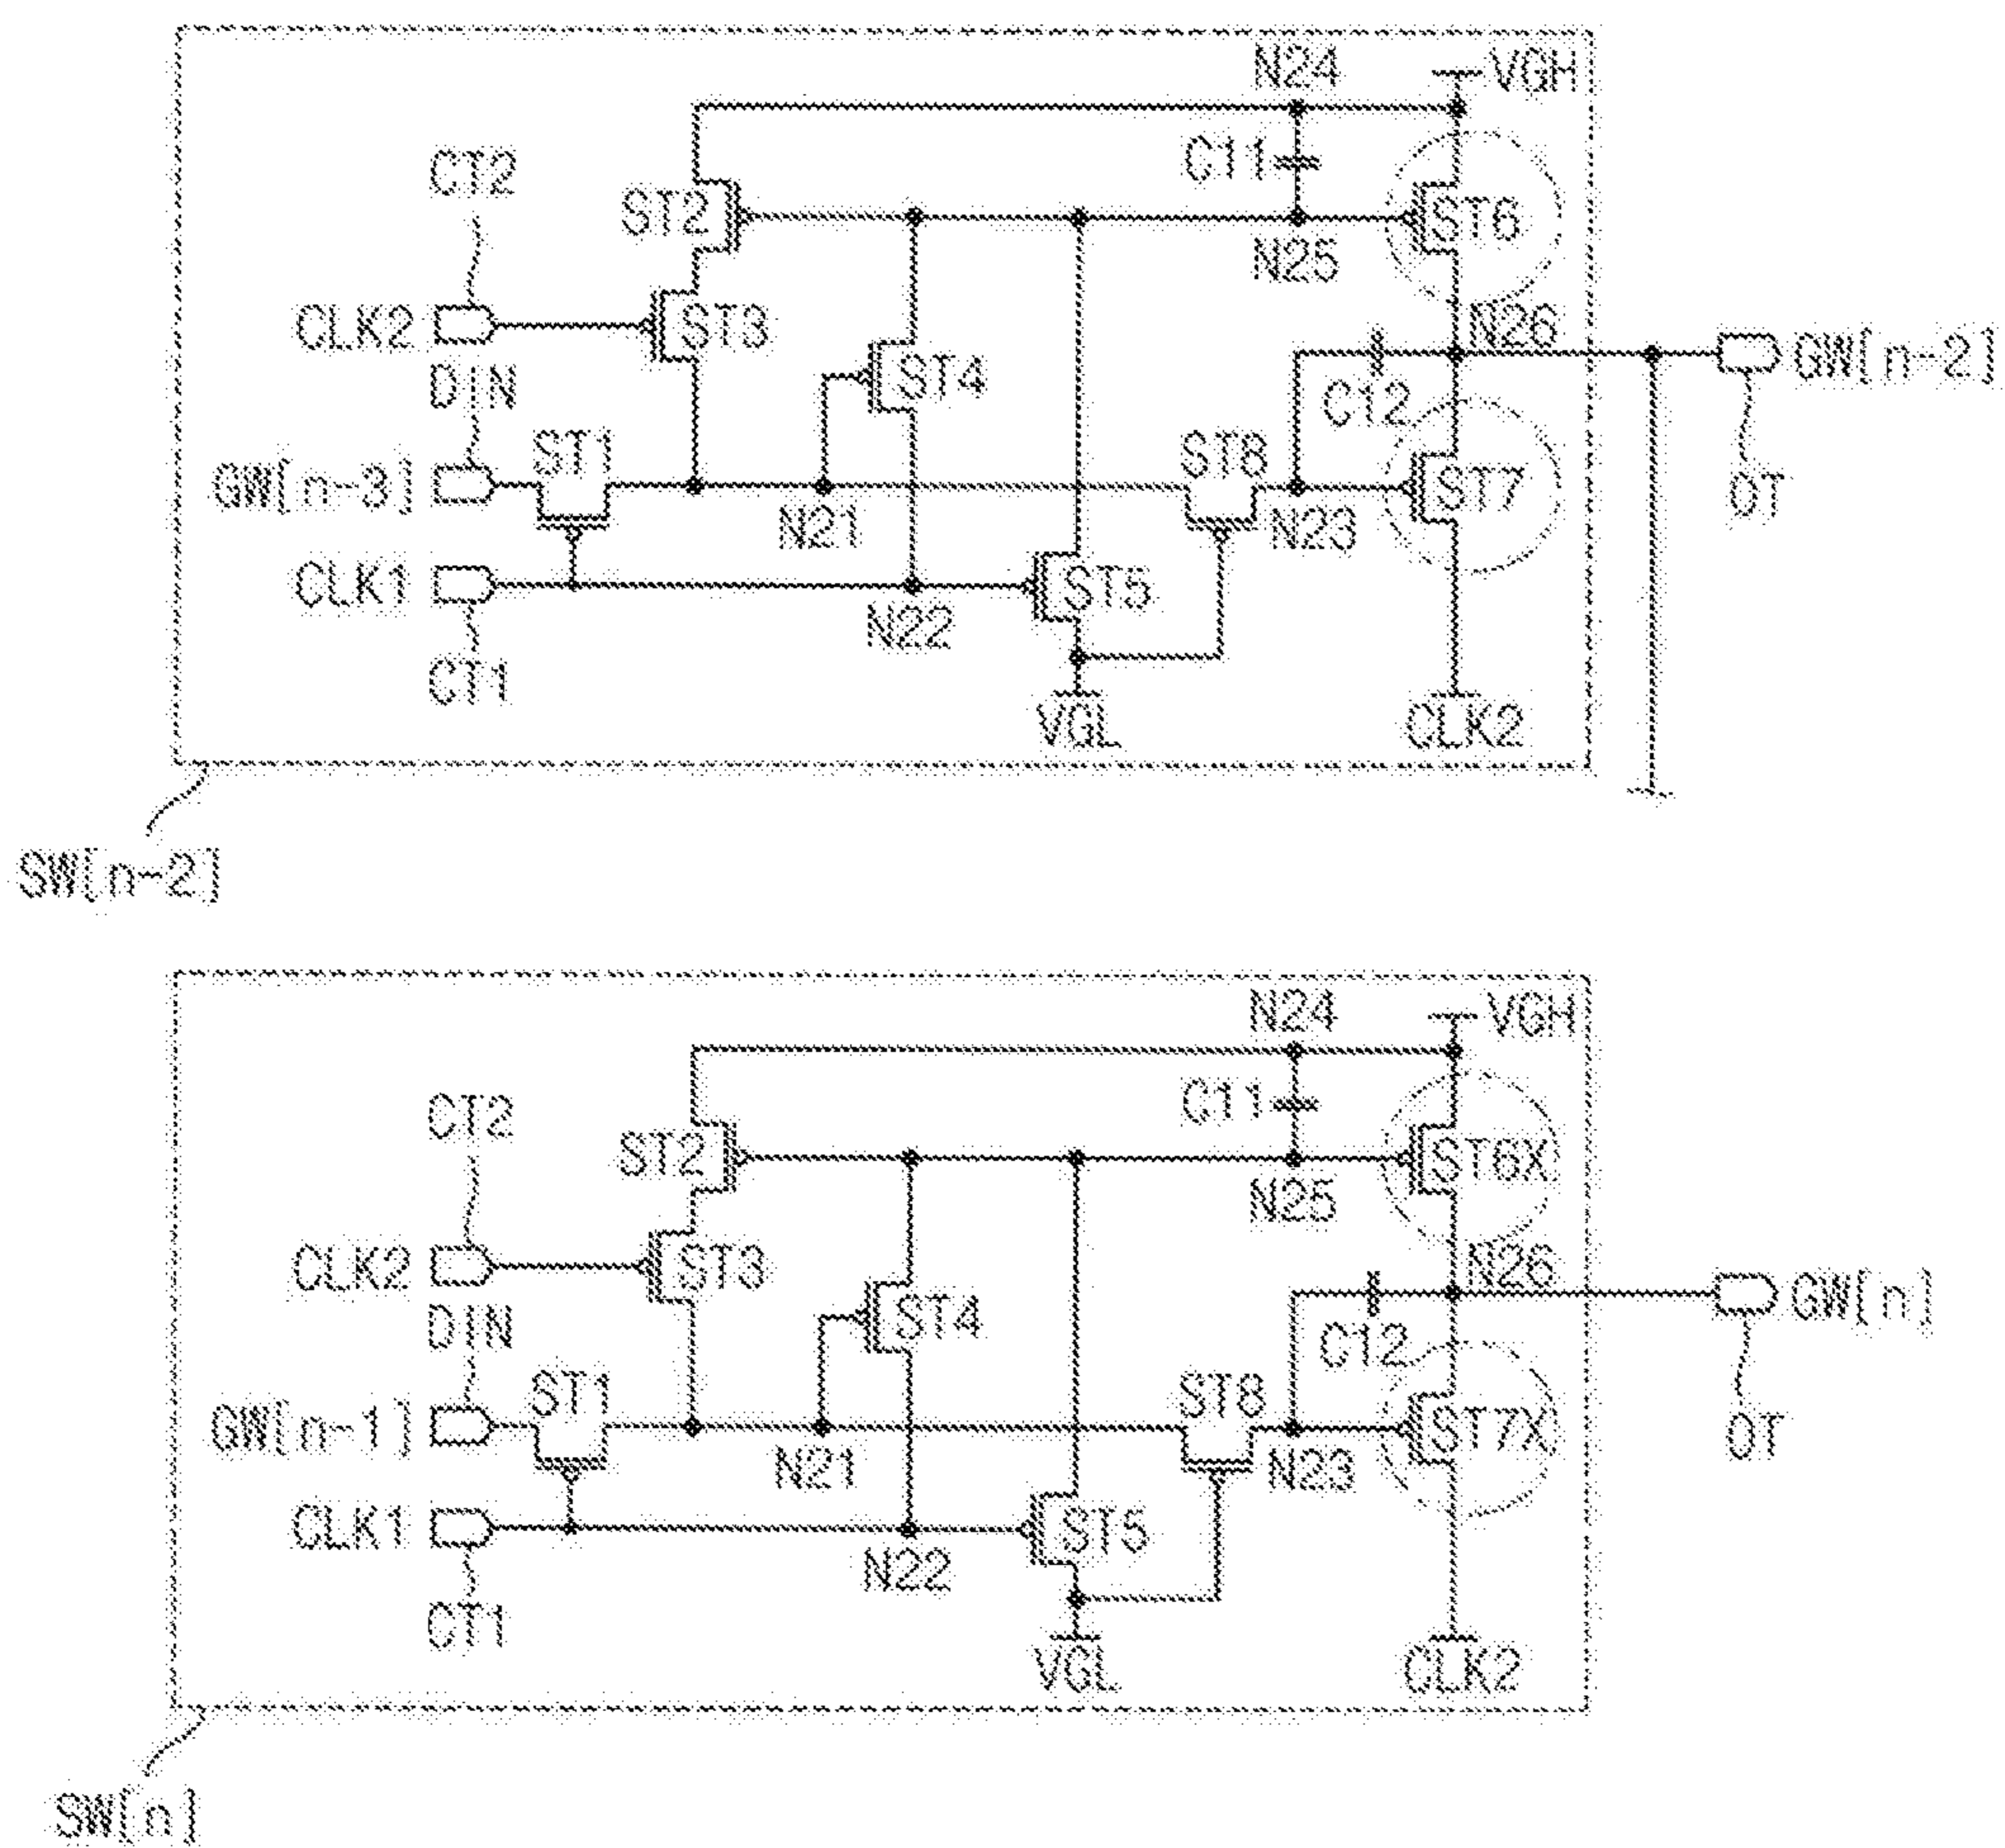 N24
VGH
C11
CT2
ST2
ST6
N25
CLK2
ST3
N26
GW[n-2]
DIN
ST4
C12
GW[n-3]
ST1
ST8
ST7
OT
N21
N23
CLK1
ST5
N22
CT1
VGL
CLK2
SW[n-2]
N24
VGH
C11
CT2
ST2
ST6X
N25
CLK2
ST3
N26
GW[n]
DIN
ST4
C12
GW[n-1]
ST1
ST8
ST7X
OT
N21
N23
CLK1
ST5
N22
CT1
VGL
CLK2
SW[n]